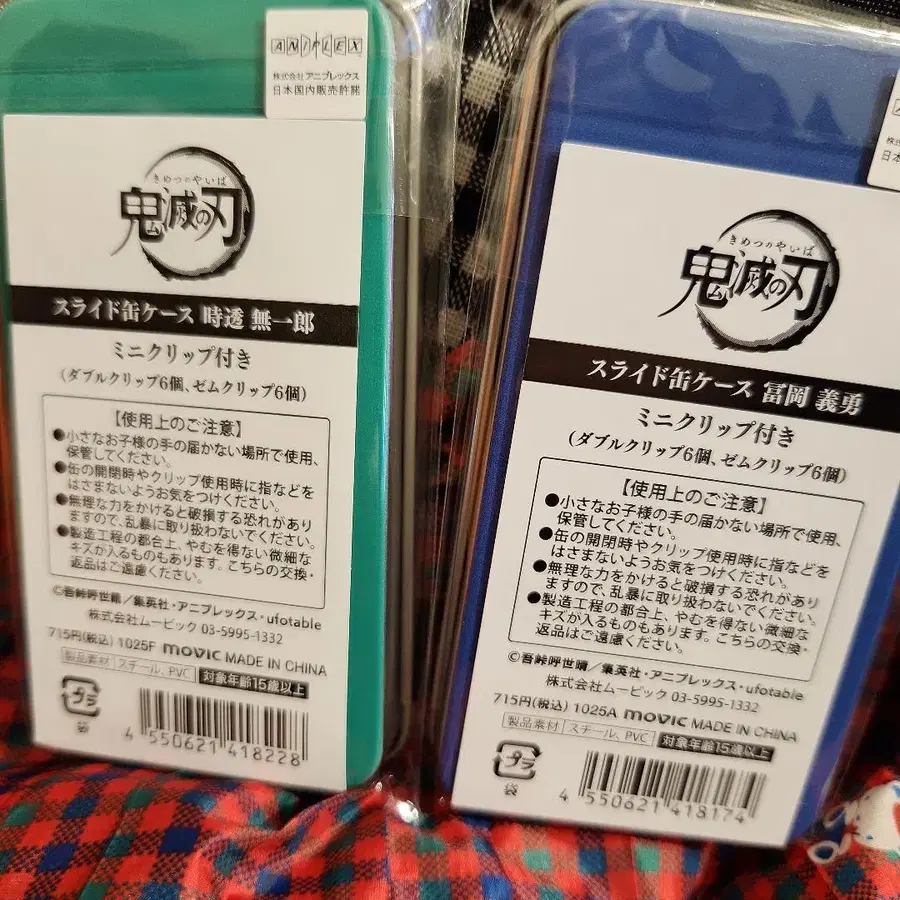 ANIPLEX
株式会社アニプレックス
日本国内販売許諾
きめつのやいば
鬼滅の刃
スライド缶ケース 時透 無一郎
ミニクリップ付き
(ダブルクリップ6個、ゼムクリップ6個)
【使用上のご注意】
●小さなお子様の手の届かない場所で使用、
保管してください。
●缶の開閉時やクリップ使用時に指などを
はさまないようお気をつけください。
●無理な力をかけると破損する恐れがあり
ますので、乱暴に取り扱わないでください。
●製造工程の都合上、やむを得ない微細な
キズが入るものもあります。こちらの交換・
返品はご遠慮ください。
©吾峠呼世晴/集英社・アニプレックス・ufotable
株式会社ムービック 03-5995-1332
715円(税込) 1025F movic MADE IN CHINA
製品素材 スチール、PVC 対象年齢15歳以上
プラ
袋
4 550621 418228
株式
日本
きめつのやいば
鬼滅の刃
スライド缶ケース 冨岡 義勇
ミニクリップ付き
(ダブルクリップ6個、ゼムクリップ6個)
【使用上のご注意】
●小さなお子様の手の届かない場所で使用、
保管してください。
●缶の開閉時やクリップ使用時に指などを
はさまないようお気をつけください。
●無理な力をかけると破損する恐れがあり
ますので、乱暴に取り扱わないでください。
●製造工程の都合上、やむを得ない微細な
キズが入るものもあります。こちらの交換・
返品はご遠慮ください。
©吾峠呼世晴/集英社・アニプレックス・ufotable
株式会社ムービック 03-5995-1332
715円(税込) 1025A movic MADE IN CHINA
製品素材 スチール、PVC 対象年齢15歳以上
プラ
袋
4 550621 418174